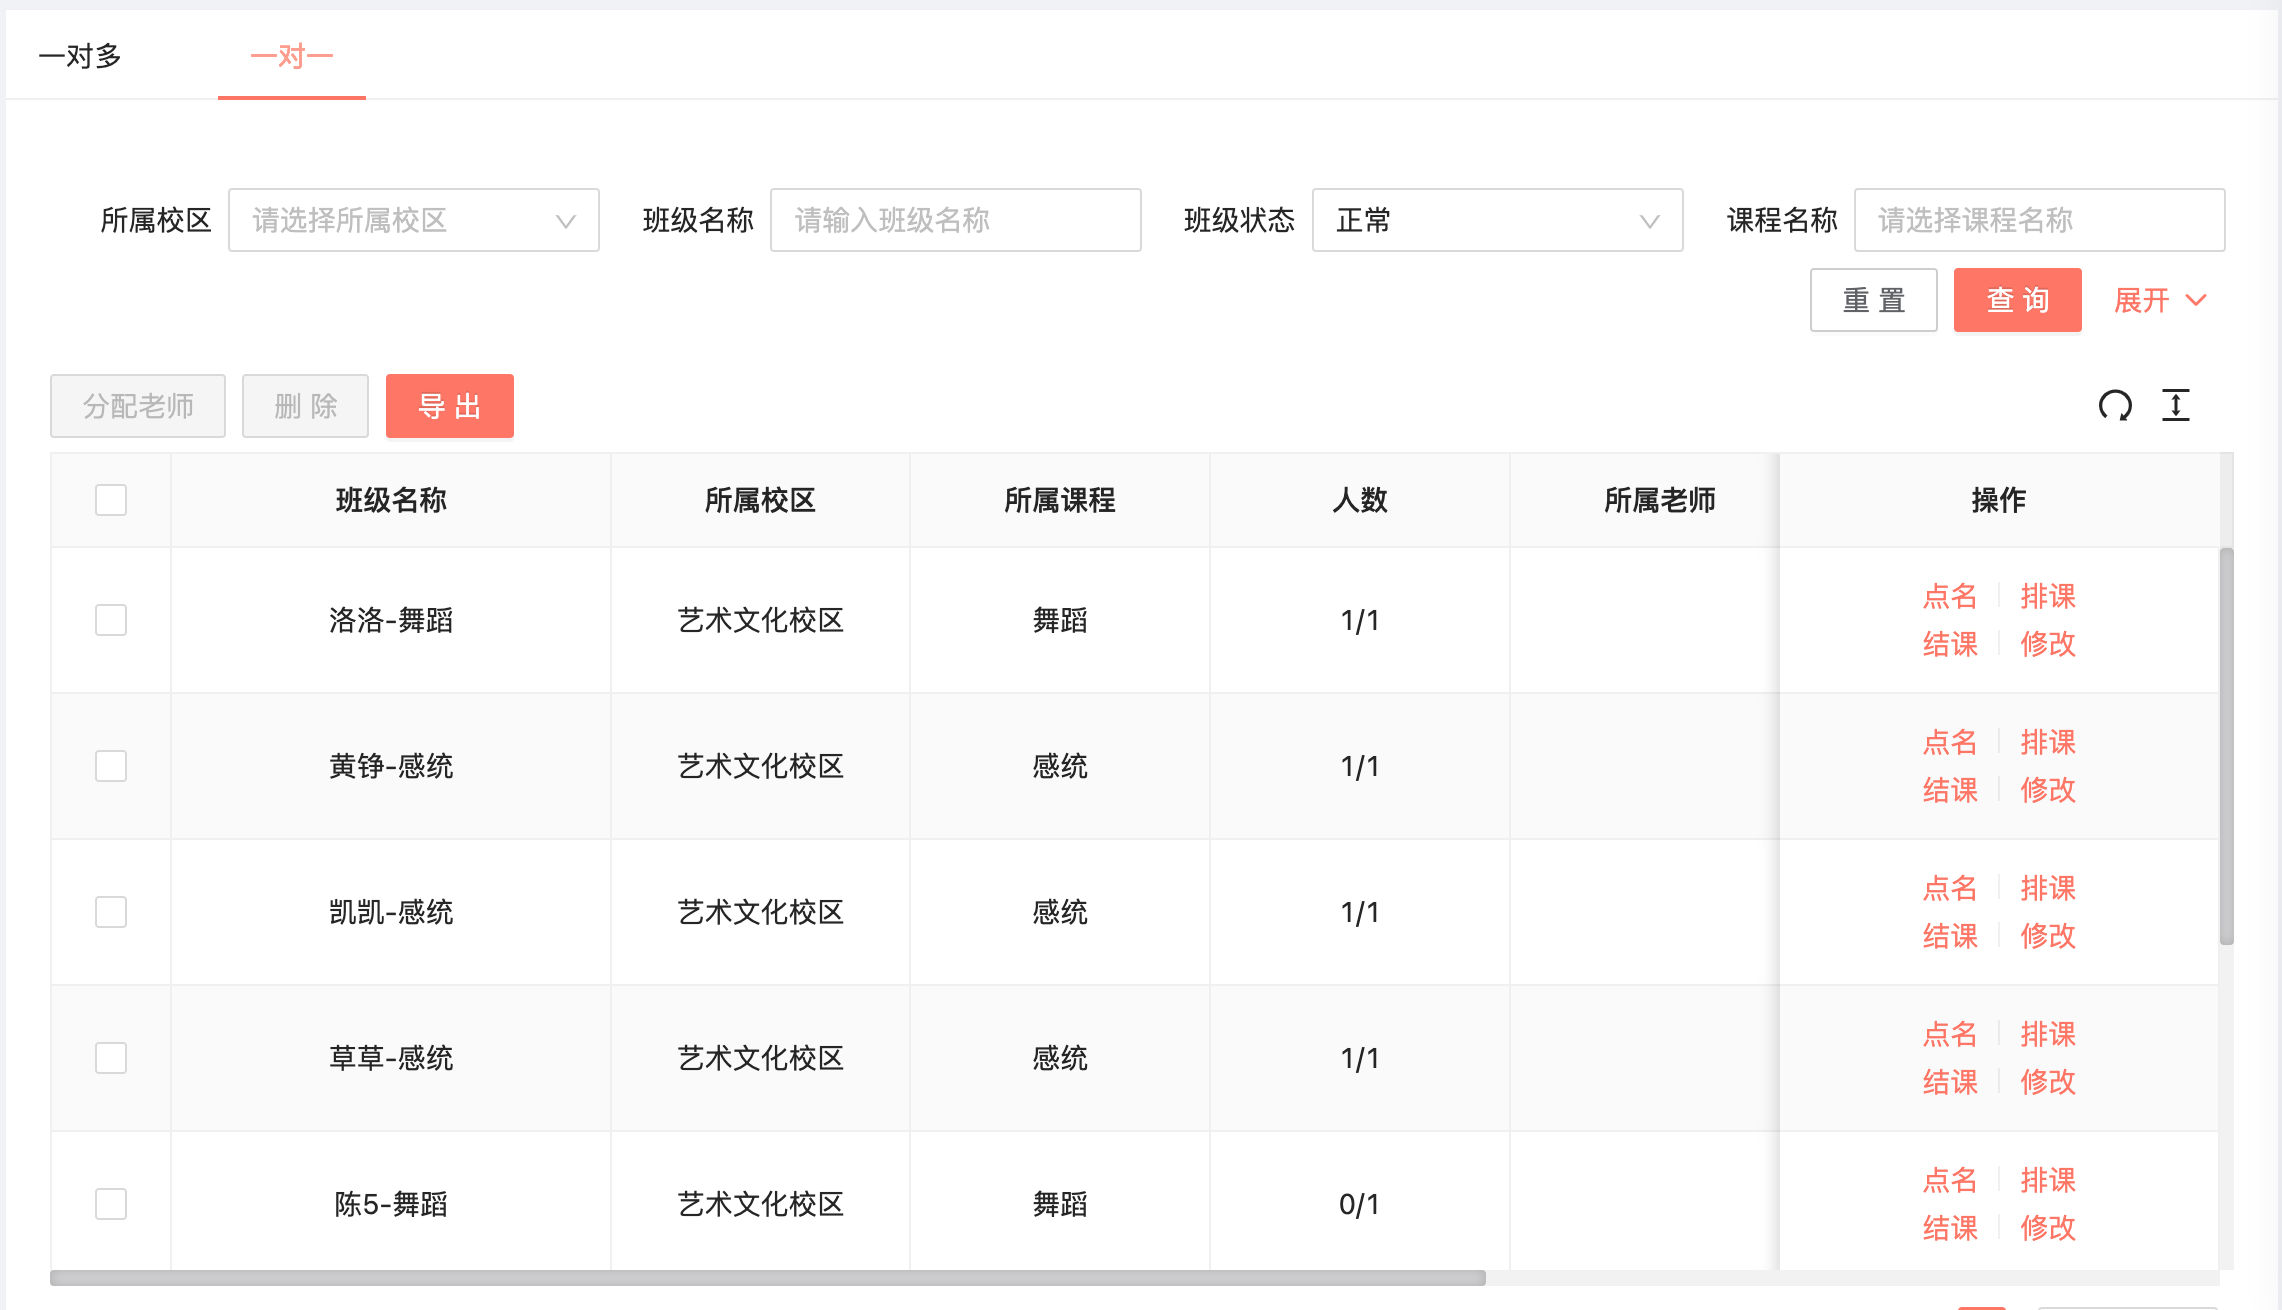 一对多 一对一
所属校区 请选择所属校区 班级名称 请输入班级名称 班级状态 正常 课程名称 请选择课程名称
重 置 查 询 展开
分配老师 删 除 导 出
班级名称 所属校区 所属课程 人数 所属老师 操作
洛洛-舞蹈 艺术文化校区 舞蹈 1/1 点名 排课
结课 修改
黄铮-感统 艺术文化校区 感统 1/1 点名 排课
结课 修改
凯凯-感统 艺术文化校区 感统 1/1 点名 排课
结课 修改
草草-感统 艺术文化校区 感统 1/1 点名 排课
结课 修改
陈5-舞蹈 艺术文化校区 舞蹈 0/1 点名 排课
结课 修改